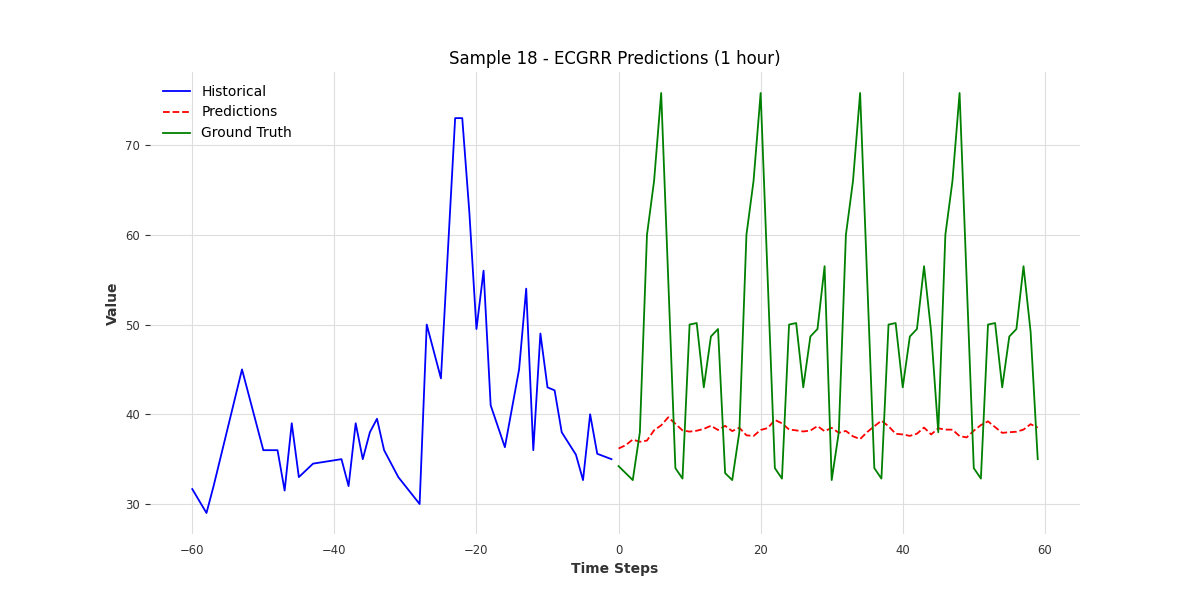 Sample 18 - ECGRR Predictions (1 hour)
Historical
Predictions
Ground Truth
70
60
50
40
30
Value
−60
−40
−20
0
20
40
60
Time Steps